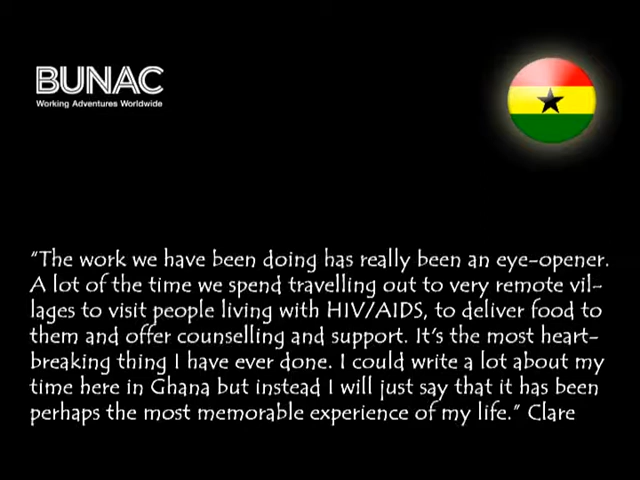 BUNAC
Working Adventures Worldwide
“The work we have been doing has really been an eye-opener.
A lot of the time we spend travelling out to very remote vil-
lages to visit people living with HIV/AIDS, to deliver food to
them and offer counselling and support. It's the most heart-
breaking thing I have ever done. I could write a lot about my
time here in Ghana but instead I will just say that it has been
perhaps the most memorable experience of my life.” Clare